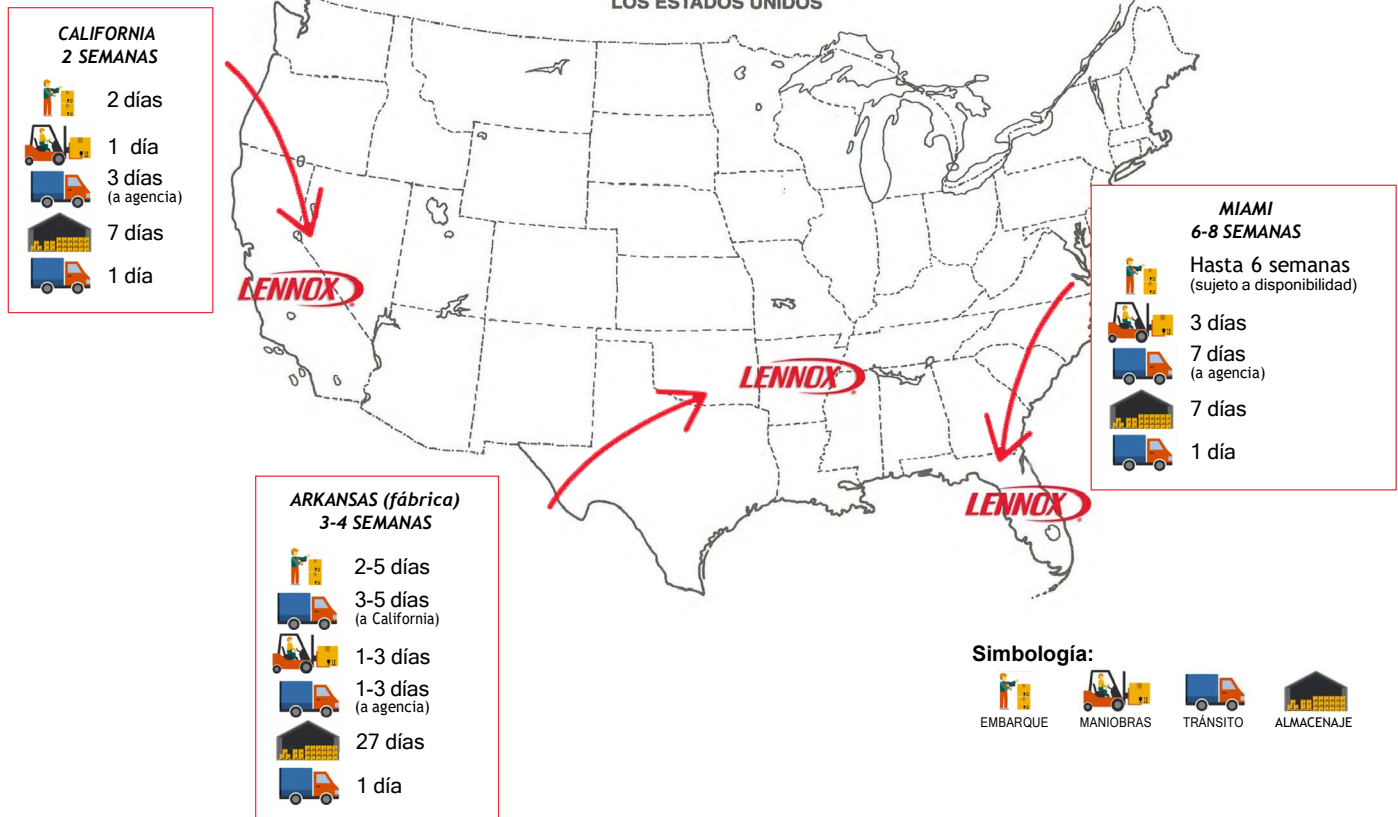 LOS ESTADOS UNIDOS
CALIFORNIA
2 SEMANAS
2 días
1 día
3 días
(a agencia)
7 días
1 día
LENNOX
MIAMI
6-8 SEMANAS
Hasta 6 semanas
(sujeto a disponibilidad)
3 días
7 días
(a agencia)
7 días
1 día
LENNOX
LENNOX
ARKANSAS (fábrica)
3-4 SEMANAS
2-5 días
3-5 días
(a California)
1-3 días
1-3 días
(a agencia)
27 días
1 día
Simbología:
EMBARQUE MANIOBRAS TRÁNSITO ALMACENAJE